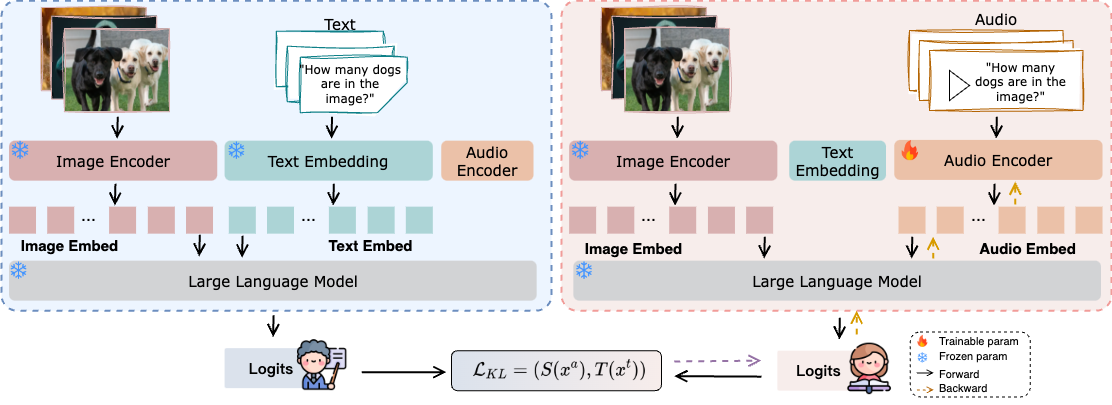 Text
"How many dogs
are in the
image?"
Image Encoder
Text Embedding
Audio
Encoder
...
...
Image Embed
Text Embed
Large Language Model
Logits
Audio
"How many
dogs are in the
image?"
Image Encoder
Text
Embedding
Audio Encoder
...
...
Image Embed
Audio Embed
Large Language Model
Logits
$\mathcal{L}_{KL} = (S(x^a), T(x^t))$
Trainable param
Frozen param
Forward
Backward